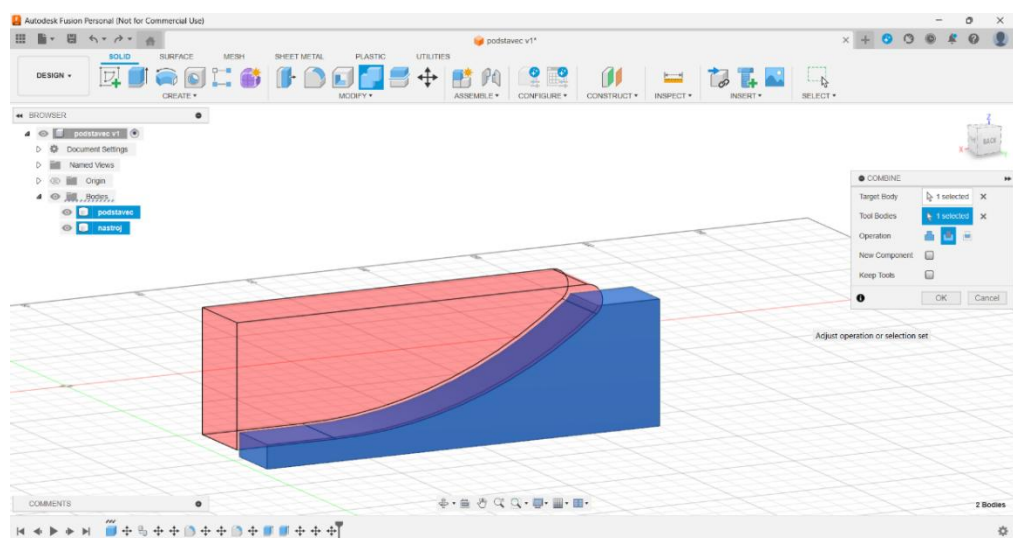 Autodesk Fusion Personal (Not for Commercial Use)
podstavec v1*
SOLID SURFACE MESH SHEET METAL PLASTIC UTILITIES
DESIGN
CREATE MODIFY ASSEMBLE CONFIGURE CONSTRUCT INSPECT INSERT SELECT
BROWSER
podstavec v1
Document Settings
Named Views
Origin
Bodies
podstavec
nastroj
Z
BACK
X
COMBINE
Target Body 1 selected
Tool Bodies 1 selected
Operation
New Component
Keep Tools
OK Cancel
Adjust operation or selection set
COMMENTS
2 Bodies